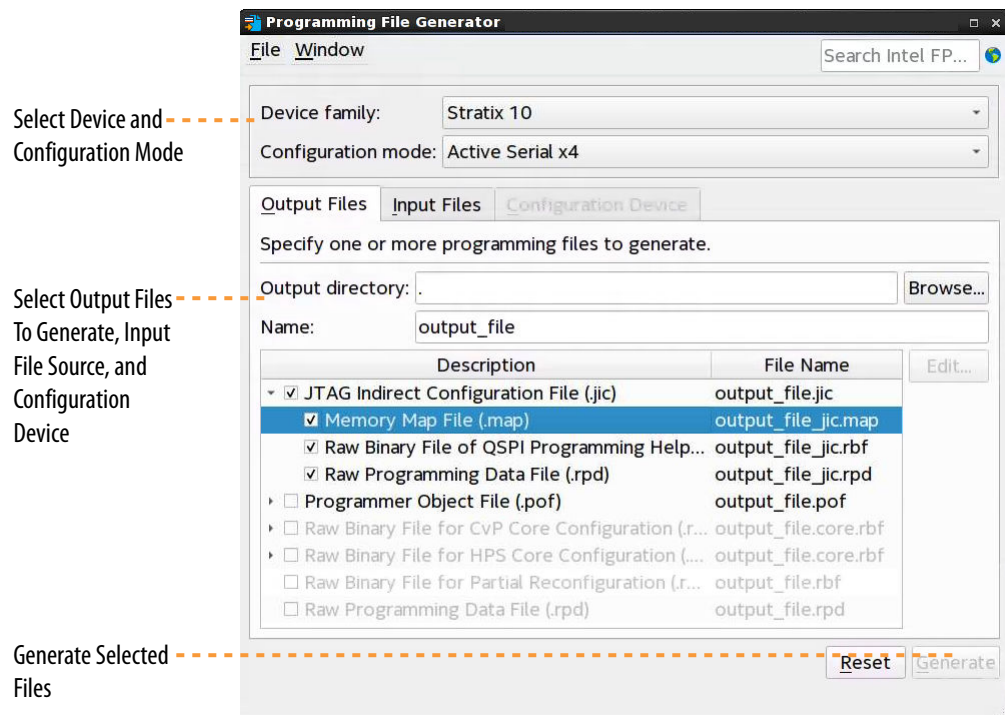 Programming File Generator
File Window
Search Intel FP...
Select Device and
Configuration Mode
Device family: Stratix 10
Configuration mode: Active Serial x4
Output Files Input Files Configuration Device
Specify one or more programming files to generate.
Select Output Files
To Generate, Input
File Source, and
Configuration
Device
Output directory: . Browse...
Name: output_file
Description File Name Edit...
JTAG Indirect Configuration File (.jic) output_file.jic
Memory Map File (.map) output_file_jic.map
Raw Binary File of QSPI Programming Help... output_file_jic.rbf
Raw Programming Data File (.rpd) output_file_jic.rpd
Programmer Object File (.pof) output_file.pof
Raw Binary File for CvP Core Configuration (.r... output_file.core.rbf
Raw Binary File for HPS Core Configuration (.... output_file.core.rbf
Raw Binary File for Partial Reconfiguration (.r... output_file.rbf
Raw Programming Data File (.rpd) output_file.rpd
Generate Selected
Files
Reset Generate